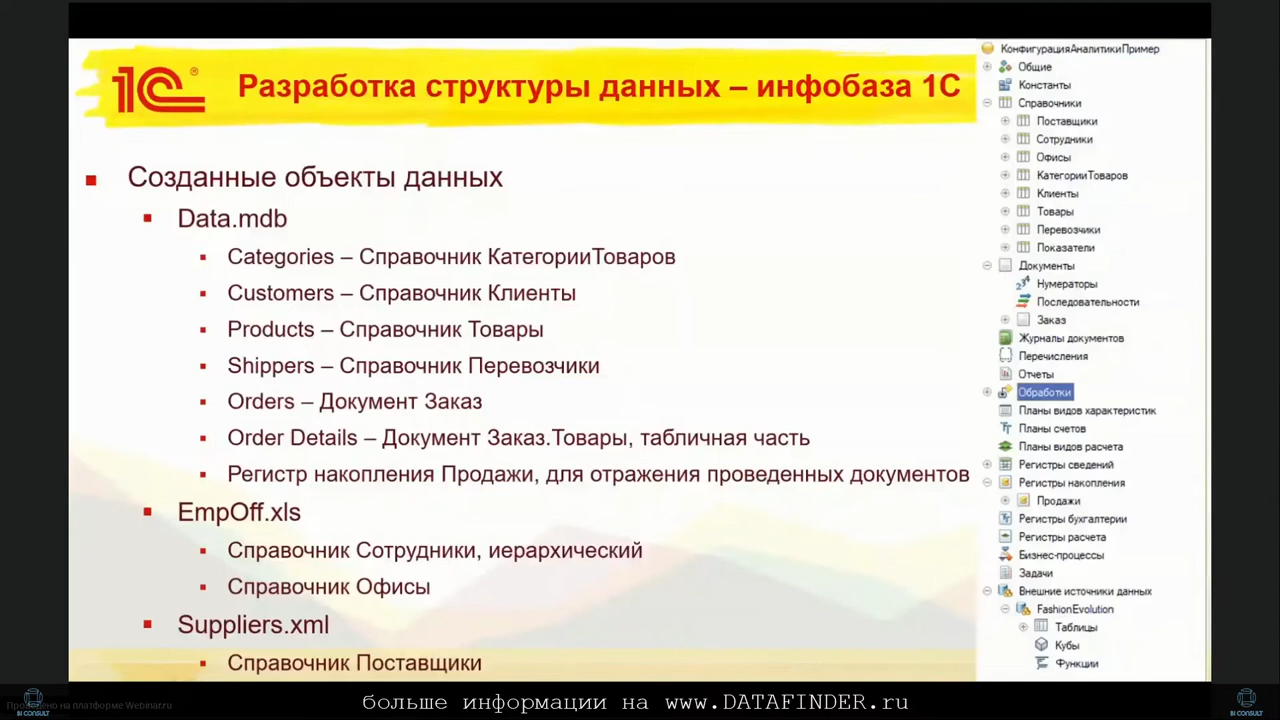 1С®
Разработка структуры данных – инфобаза 1С
Созданные объекты данных
Data.mdb
Categories – Справочник КатегорииТоваров
Customers – Справочник Клиенты
Products – Справочник Товары
Shippers – Справочник Перевозчики
Orders – Документ Заказ
Order Details – Документ Заказ.Товары, табличная часть
Регистр накопления Продажи, для отражения проведенных документов
EmpOff.xls
Справочник Сотрудники, иерархический
Справочник Офисы
Suppliers.xml
Справочник Поставщики
КонфигурацияАналитикиПример
Общие
Константы
Справочники
Поставщики
Сотрудники
Офисы
КатегорииТоваров
Клиенты
Товары
Перевозчики
Показатели
Документы
Нумераторы
Последовательности
Заказ
Журналы документов
Перечисления
Отчеты
Обработки
Планы видов характеристик
Планы счетов
Планы видов расчета
Регистры сведений
Регистры накопления
Продажи
Регистры бухгалтерии
Регистры расчета
Бизнес-процессы
Задачи
Внешние источники данных
FashionEvolution
Таблицы
Кубы
Функции
Проведено на платформе Webinar.ru
BI CONSULT
больше информации на www.DATAFINDER.ru
BI CONSULT